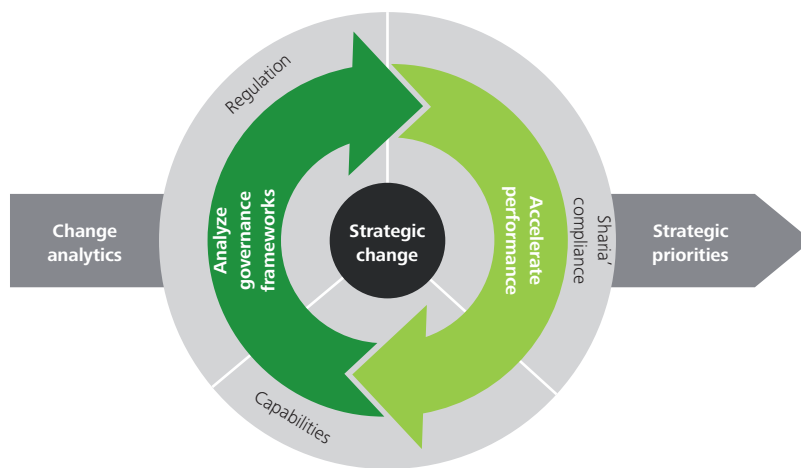 Regulation
Change
analytics
Analyze
governance
frameworks
Strategic
change
Accelerate
performance
Sharia’
compliance
Strategic
priorities
Capabilities